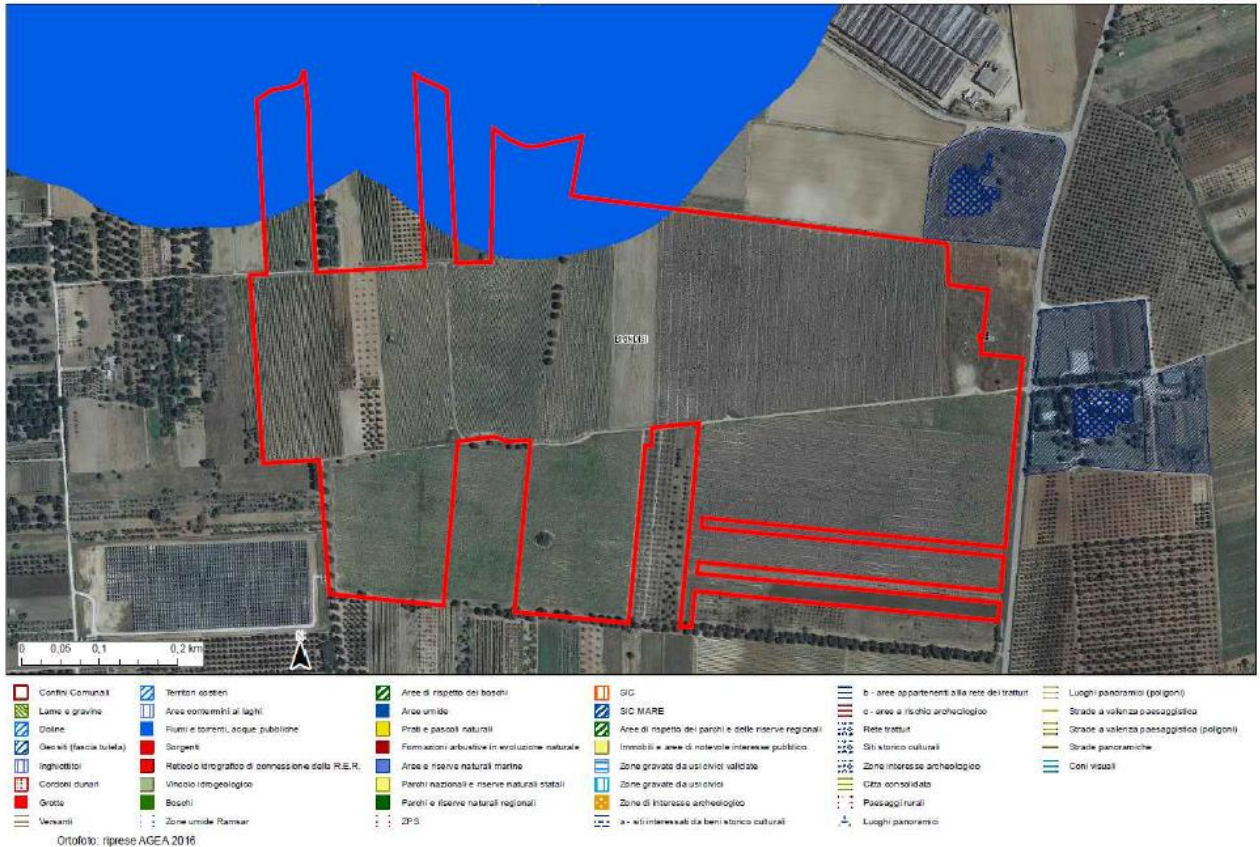 BRINDISI
0 0,05 0,1 0,2 km
Confini Comunali
Lame e gravine
Doline
Geositi (fascia tutela)
Inghiottitoi
Cordoni dunari
Grotte
Versanti
Territori costieri
Aree contermini ai laghi
Fiumi e torrenti, acque pubbliche
Sorgenti
Reticolo idrografico di connessione della R.E.R.
Vincolo idrogeologico
Boschi
Zone umide Ramsar
Aree di rispetto dei boschi
Aree umide
Prati e pascoli naturali
Formazioni arbustive in evoluzione naturale
Aree e riserve naturali marine
Parchi nazionali e riserve naturali statali
Parchi e riserve naturali regionali
ZPS
SIC
SIC MARE
Aree di rispetto dei parchi e delle riserve regionali
Immobili e aree di notevole interesse pubblico
Zone gravate da usi civici validate
Zone gravate da usi civici
Zone di interesse archeologico
a - siti interessati da beni storico culturali
b - aree appartenenti alla rete dei tratturi
c - aree a rischio archeologico
Rete tratturi
Siti storico culturali
Zone interesse archeologico
Città consolidata
Paesaggi rurali
Luoghi panoramici
Luoghi panoramici (poligoni)
Strade a valenza paesaggistica
Strade a valenza paesaggistica (poligoni)
Strade panoramiche
Coni visuali
Ortofoto: riprese AGEA 2016